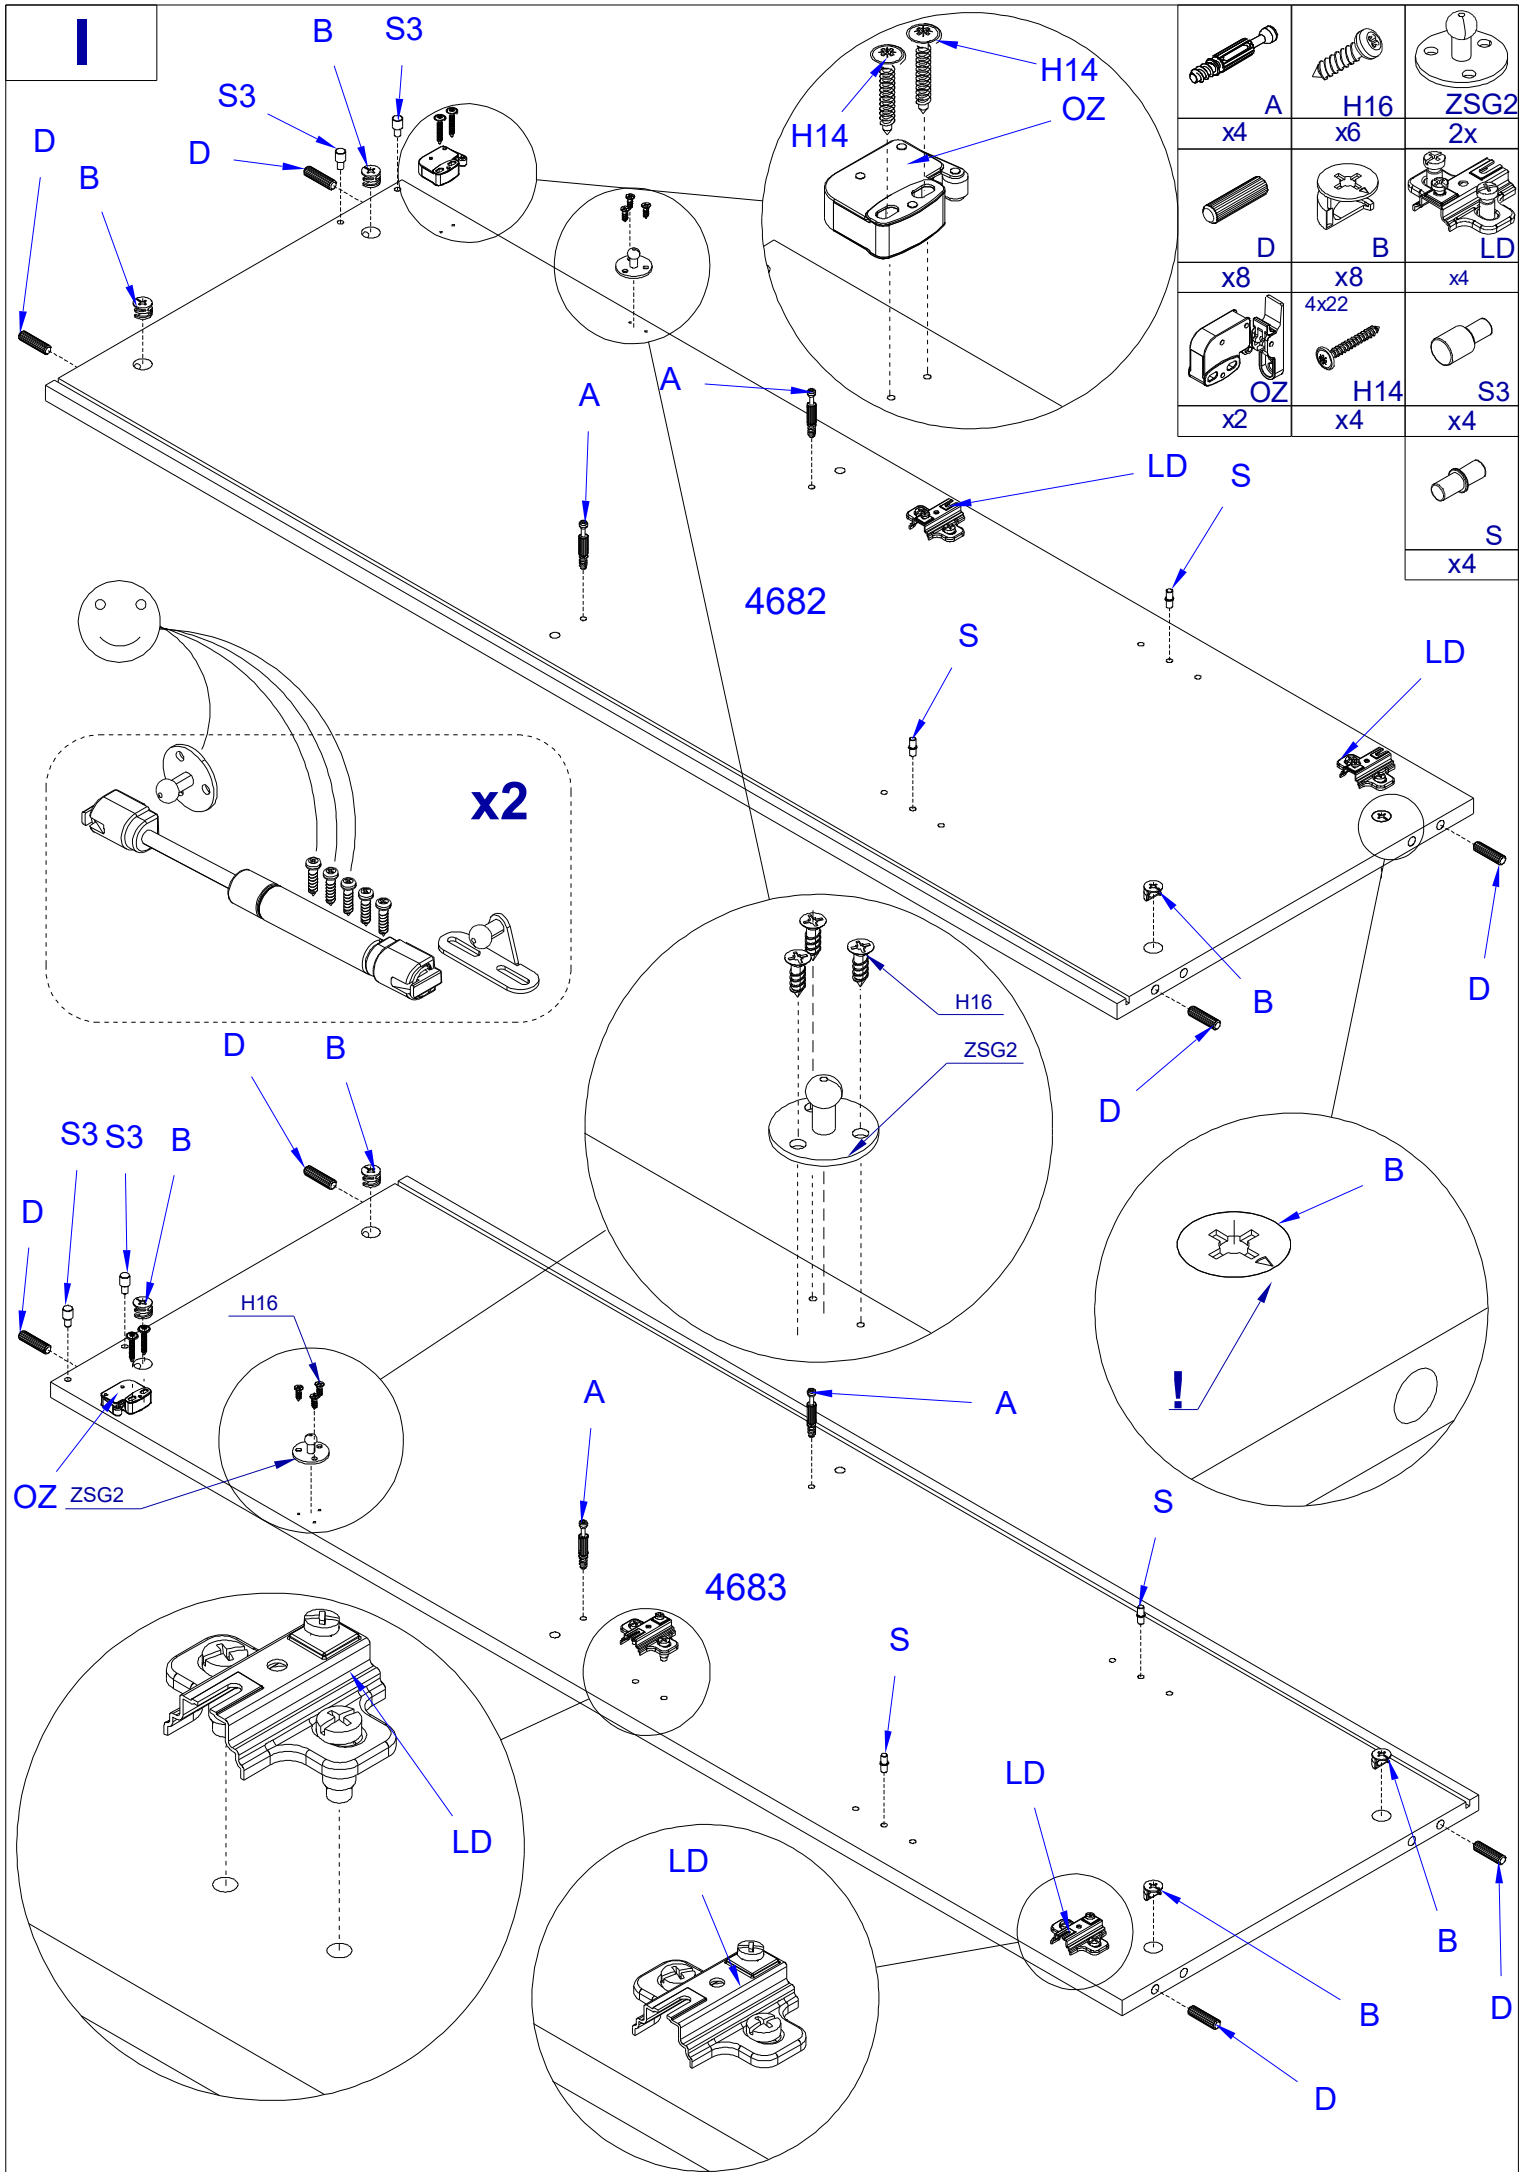 I
B S3
S3
D
D
B
B
D
H14
H14
OZ
A H16 ZSG2
x4 x6 2x
D B LD
x8 x8 x4
4x22
OZ H14 S3
x2 x4 x4
S
x4
A
A
LD
S
4682
S
LD
x2
H16
ZSG2
B
D
D
D
D B
S3 S3 B
D
B
H16
!
A
A
OZ ZSG2
S
4683
S
LD
LD
LD
B
D
B
D